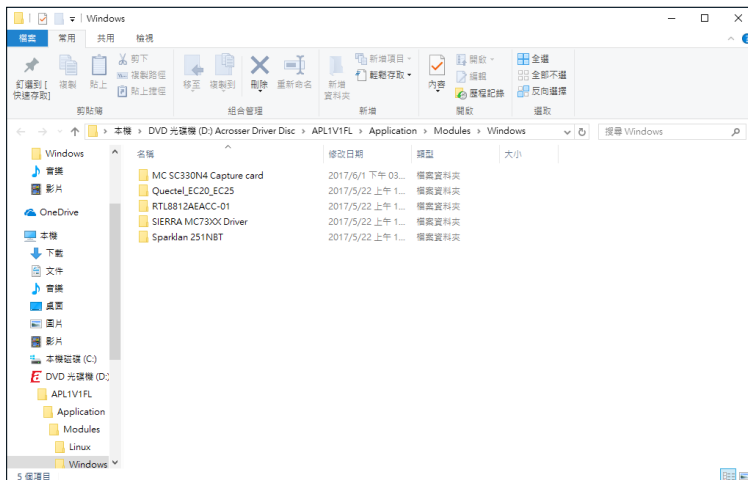 Windows
檔案 常用 共用 檢視
釘選到 [快速存取]
複製
貼上
剪下
複製路徑
貼上捷徑
剪貼簿
移至
複製到
刪除
重新命名
組合管理
新增資料夾
新增項目
輕鬆存取
新增
內容
開啟
編輯
歷程記錄
開啟
全選
全部不選
反向選擇
選取
本機 > DVD 光碟機 (D:) Acrosser Driver Disc > APL1V1FL > Application > Modules > Windows
搜尋 Windows
Windows
音樂
影片
OneDrive
本機
下載
文件
音樂
桌面
圖片
影片
本機磁碟 (C:)
DVD 光碟機 (D:)
APL1V1FL
Application
Modules
Linux
Windows
名稱 修改日期 類型 大小
MC SC330N4 Capture card 2017/6/1 下午 03... 檔案資料夾
Quectel_EC20_EC25 2017/5/22 上午 1... 檔案資料夾
RTL8812AEACC-01 2017/5/22 上午 1... 檔案資料夾
SIERRA MC73XX Driver 2017/5/22 上午 1... 檔案資料夾
Sparklan 251NBT 2017/5/22 上午 1... 檔案資料夾
5 個項目